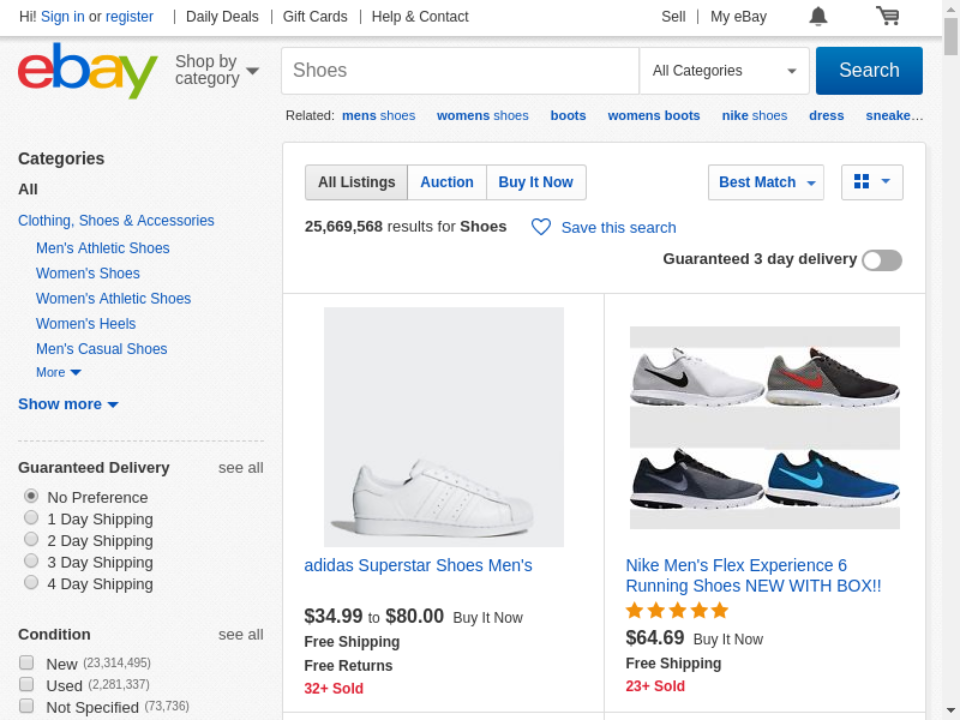 Hi! Sign in or register | Daily Deals | Gift Cards | Help & Contact
Sell | My eBay
ebay
Shop by
category
Shoes
All Categories
Search
Related: mens shoes womens shoes boots womens boots nike shoes dress sneake…
Categories
All
Clothing, Shoes & Accessories
Men's Athletic Shoes
Women's Shoes
Women's Athletic Shoes
Women's Heels
Men's Casual Shoes
More
Show more
Guaranteed Delivery see all
No Preference
1 Day Shipping
2 Day Shipping
3 Day Shipping
4 Day Shipping
Condition see all
New (23,314,495)
Used (2,281,337)
Not Specified (73,736)
All Listings Auction Buy It Now
Best Match
25,669,568 results for Shoes
Save this search
Guaranteed 3 day delivery
adidas Superstar Shoes Men's
$34.99 to $80.00 Buy It Now
Free Shipping
Free Returns
32+ Sold
Nike Men's Flex Experience 6
Running Shoes NEW WITH BOX!!
$64.69 Buy It Now
Free Shipping
23+ Sold